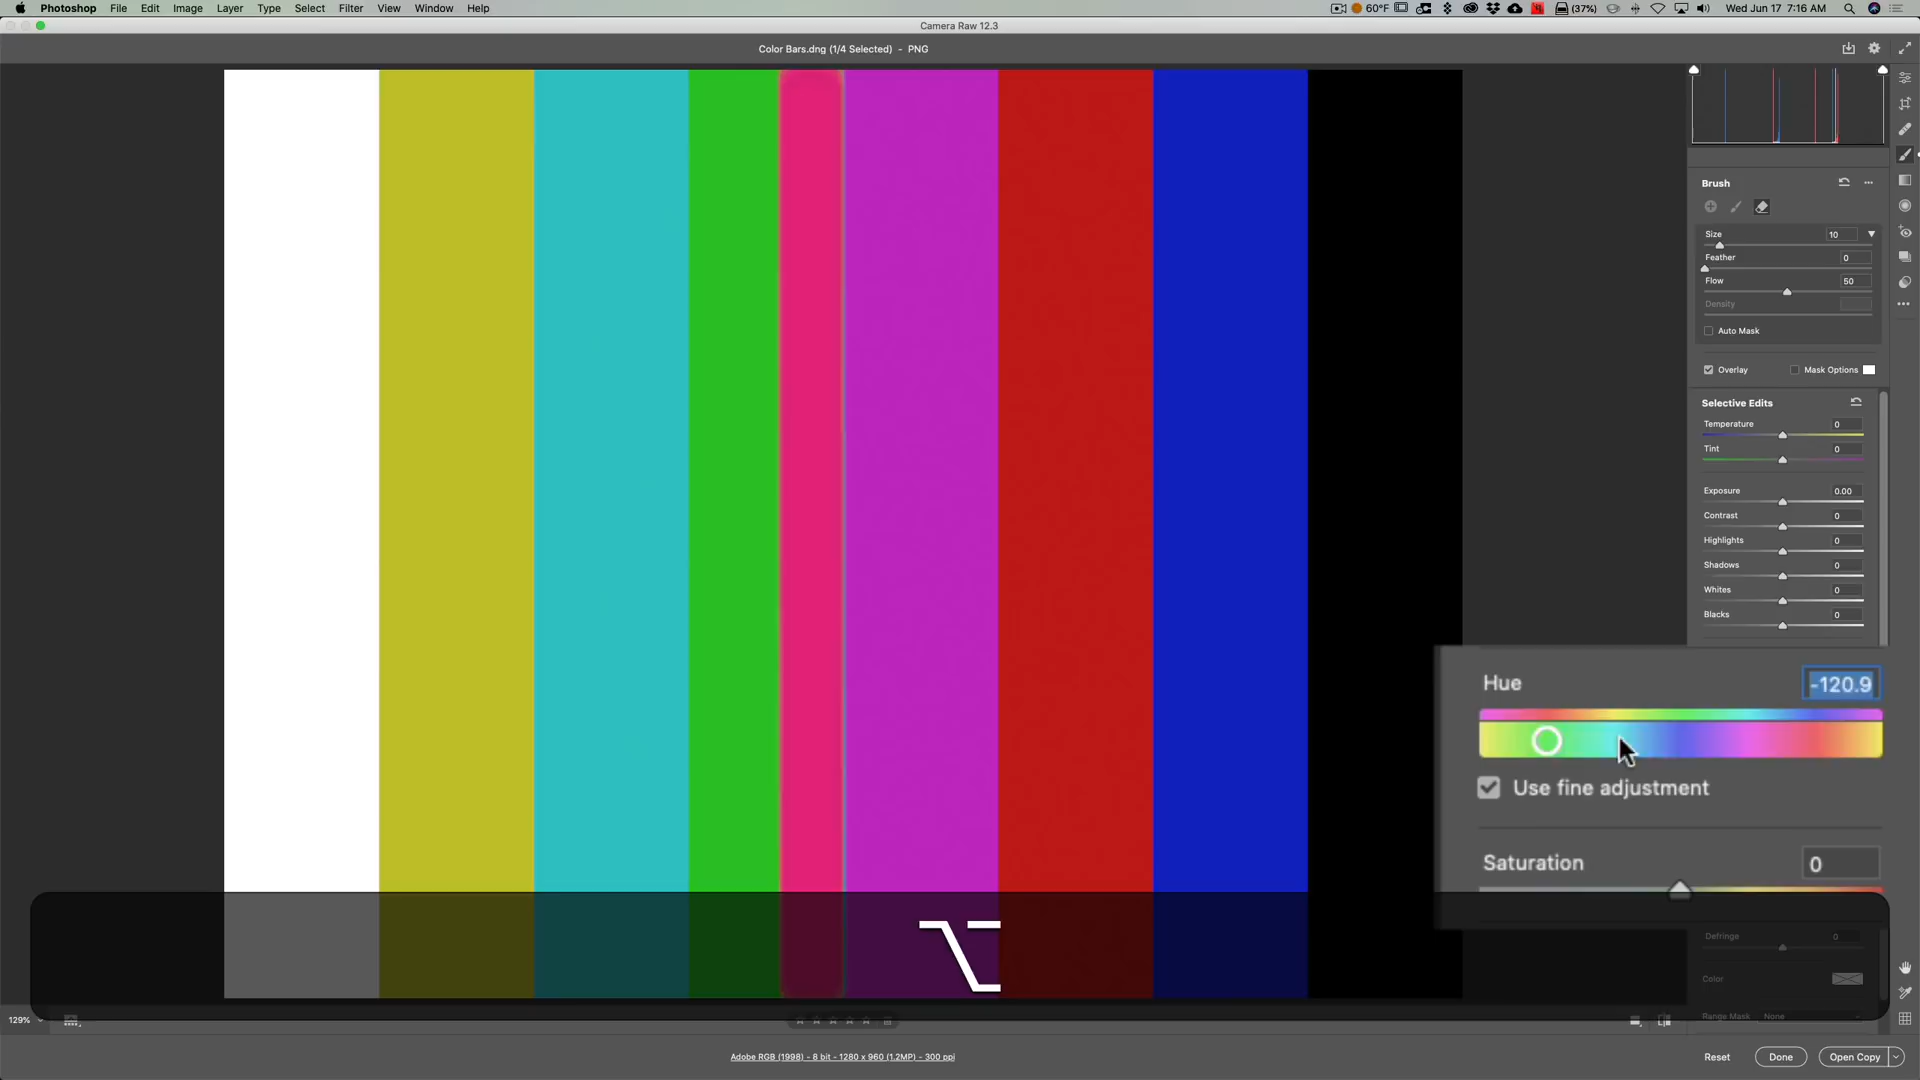 Photoshop File Edit Image Layer Type Select Filter View Window Help
60°F (37%) Wed Jun 17 7:16 AM
Camera Raw 12.3
Color Bars.dng (1/4 Selected) - PNG
Brush
Size 10
Feather 0
Flow 50
Density
Auto Mask
Overlay Mask Options
Selective Edits
Temperature 0
Tint 0
Exposure 0.00
Contrast 0
Highlights 0
Shadows 0
Whites 0
Blacks 0
Hue -120.9
Use fine adjustment
Saturation 0
Defringe 0
Color
Range Mask None
129%
Adobe RGB (1998) - 8 bit - 1280 x 960 (1.2MP) - 300 ppi
Reset Done Open Copy